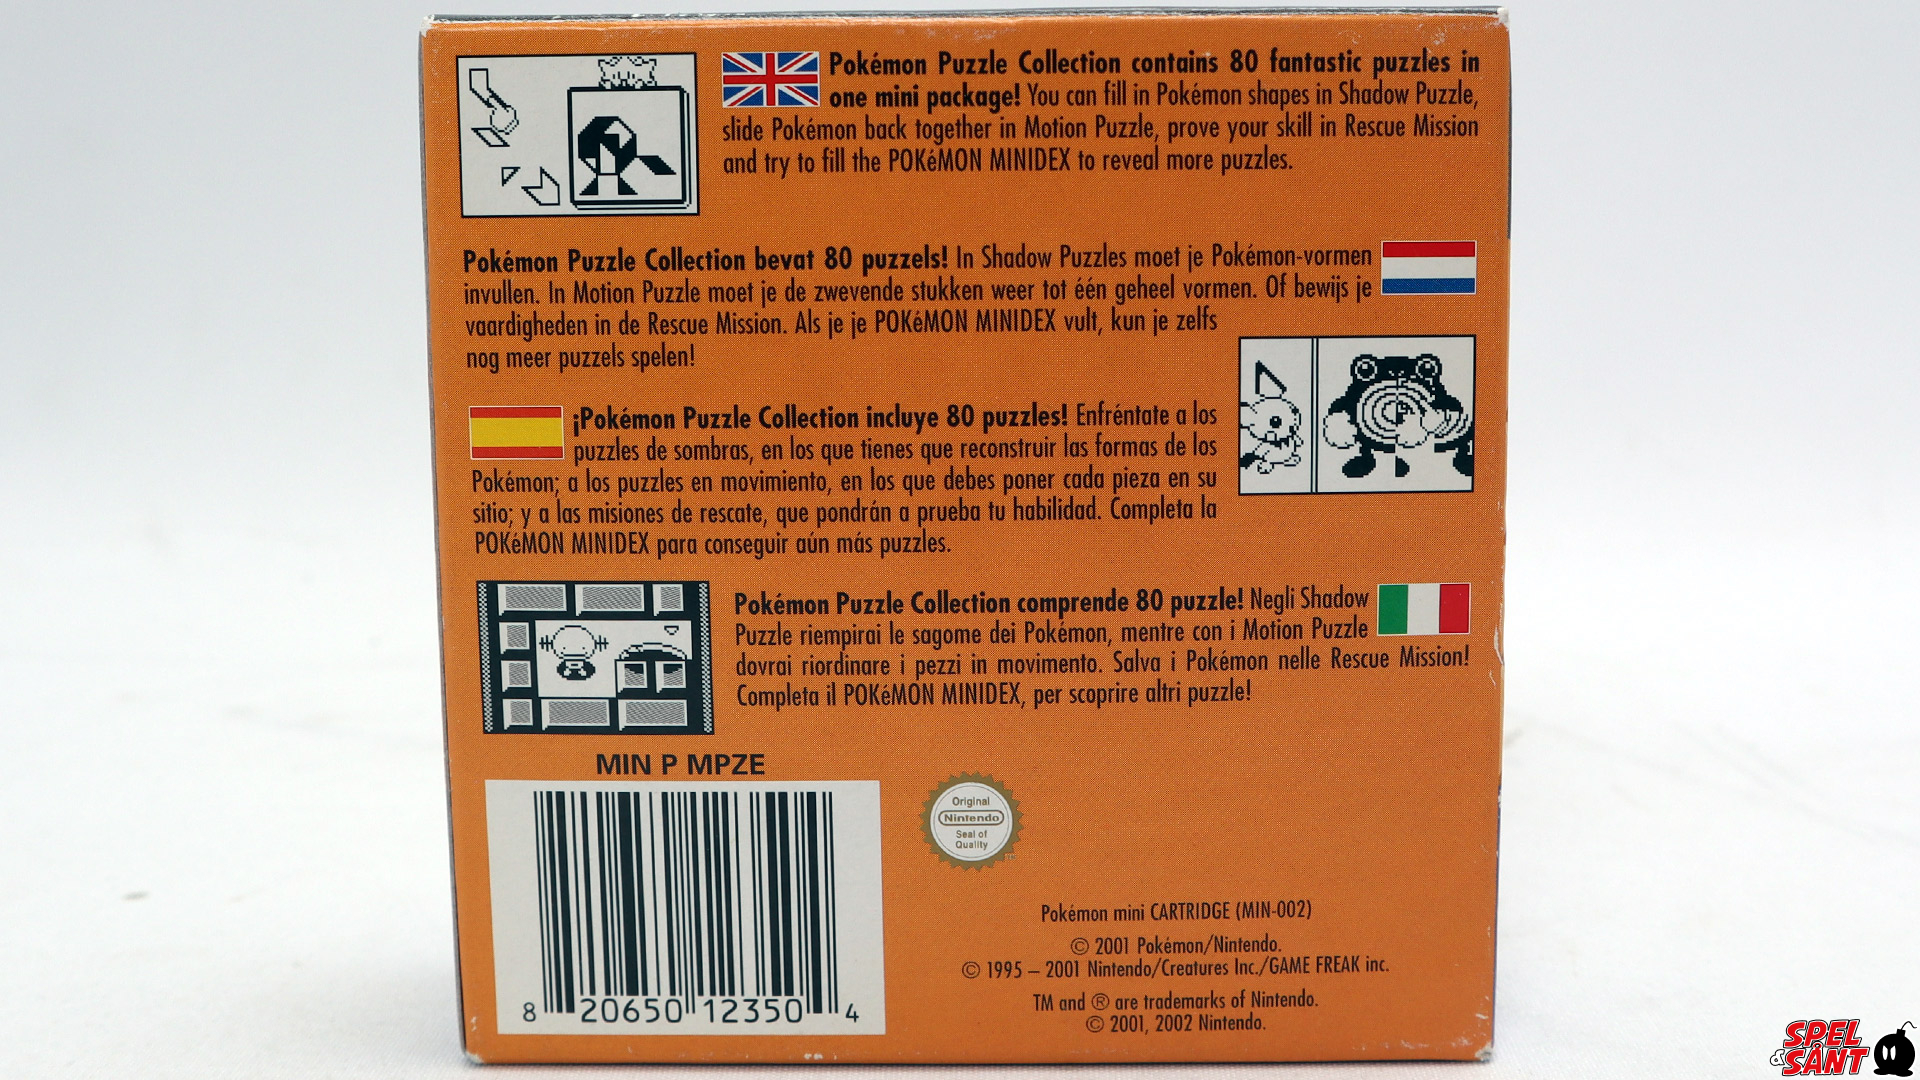 Pokémon Puzzle Collection contains 80 fantastic puzzles in
one mini package! You can fill in Pokémon shapes in Shadow Puzzle,
slide Pokémon back together in Motion Puzzle, prove your skill in Rescue Mission
and try to fill the POKéMON MINIDEX to reveal more puzzles.
Pokémon Puzzle Collection bevat 80 puzzels! In Shadow Puzzles moet je Pokémon-vormen
invullen. In Motion Puzzle moet je de zwevende stukken weer tot één geheel vormen. Of bewijs je
vaardigheden in de Rescue Mission. Als je je POKéMON MINIDEX vult, kun je zelfs
nog meer puzzels spelen!
¡Pokémon Puzzle Collection incluye 80 puzzles! Enfréntate a los
puzzles de sombras, en los que tienes que reconstruir las formas de los
Pokémon; a los puzzles en movimiento, en los que debes poner cada pieza en su
sitio; y a las misiones de rescate, que pondrán a prueba tu habilidad. Completa la
POKéMON MINIDEX para conseguir aún más puzzles.
Pokémon Puzzle Collection comprende 80 puzzle! Negli Shadow
Puzzle riempirai le sagome dei Pokémon, mentre con i Motion Puzzle
dovrai riordinare i pezzi in movimento. Salva i Pokémon nelle Rescue Mission!
Completa il POKéMON MINIDEX, per scoprire altri puzzle!
MIN P MPZE
8 20650 12350 4
Original
Nintendo
Seal of
Quality
TM
Pokémon mini CARTRIDGE (MIN-002)
© 2001 Pokémon/Nintendo.
© 1995 – 2001 Nintendo/Creatures Inc./GAME FREAK inc.
TM and ® are trademarks of Nintendo.
© 2001, 2002 Nintendo.
SPEL
& SÅNT